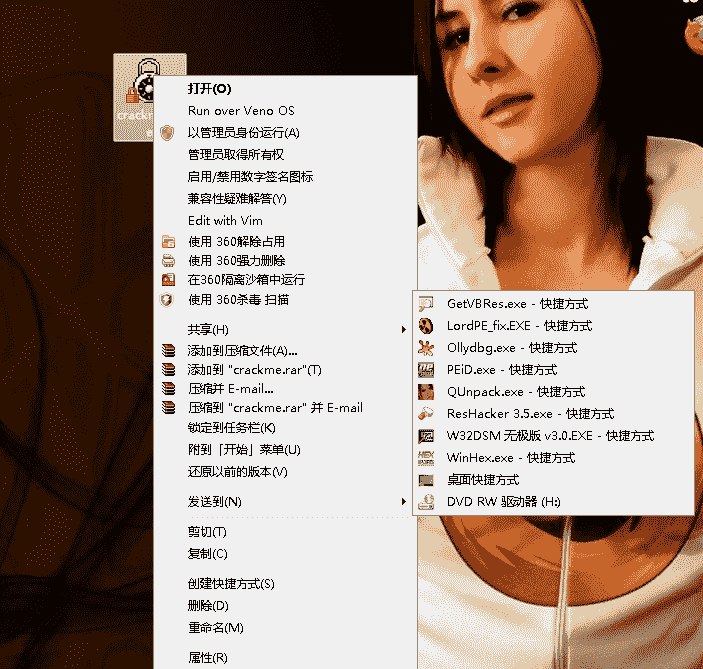 crackm
e
打开(O)
Run over Veno OS
以管理员身份运行(A)
管理员取得所有权
启用/禁用数字签名图标
兼容性疑难解答(Y)
Edit with Vim
使用 360解除占用
使用 360强力删除
在360隔离沙箱中运行
使用 360杀毒 扫描
共享(H)
添加到压缩文件(A)...
添加到 "crackme.rar"(T)
压缩并 E-mail...
压缩到 "crackme.rar" 并 E-mail
锁定到任务栏(K)
附到「开始」菜单(U)
还原以前的版本(V)
发送到(N)
剪切(T)
复制(C)
创建快捷方式(S)
删除(D)
重命名(M)
属性(R)
GetVBRes.exe - 快捷方式
LordPE_fix.EXE - 快捷方式
Ollydbg.exe - 快捷方式
PEiD.exe - 快捷方式
QUnpack.exe - 快捷方式
ResHacker 3.5.exe - 快捷方式
W32DSM 无极版 v3.0.EXE - 快捷方式
WinHex.exe - 快捷方式
桌面快捷方式
DVD RW 驱动器 (H:)